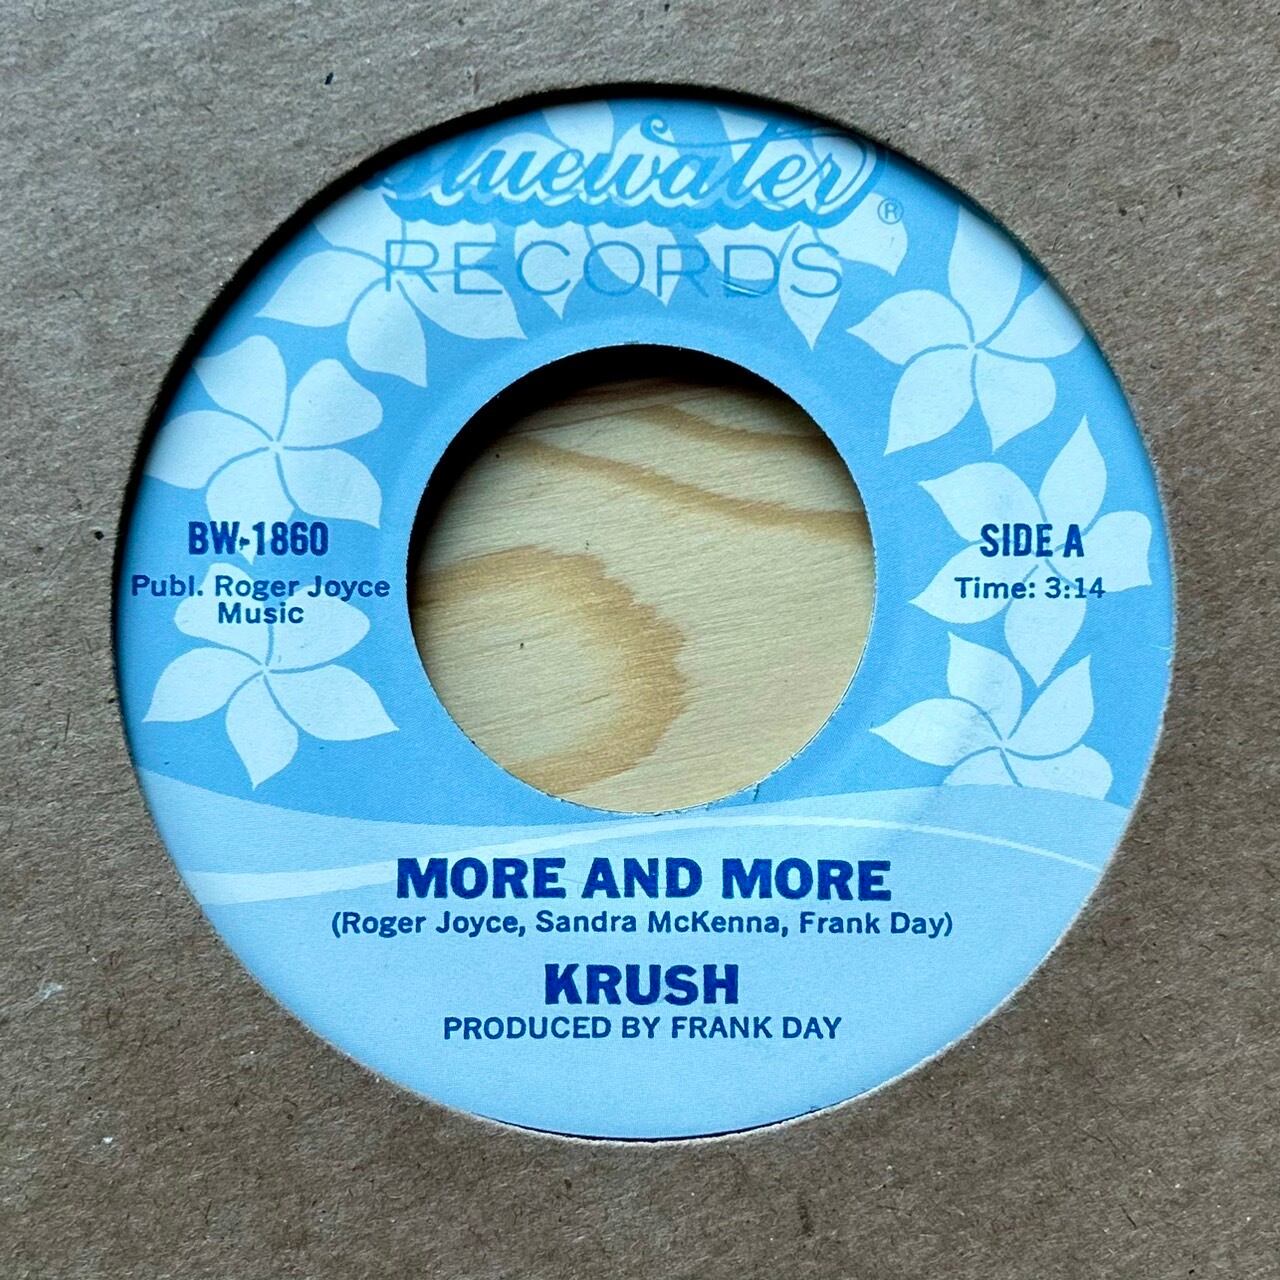 Bluewater®
RECORDS
BW-1860
Publ. Roger Joyce
Music
SIDE A
Time: 3:14
MORE AND MORE
(Roger Joyce, Sandra McKenna, Frank Day)
KRUSH
PRODUCED BY FRANK DAY